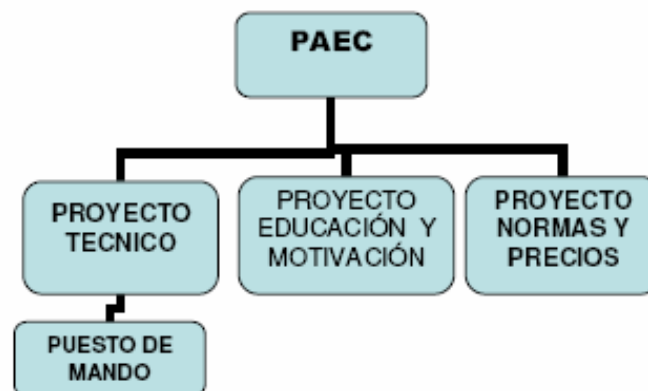 PAEC
PROYECTO
TECNICO
PROYECTO
EDUCACIÓN Y
MOTIVACIÓN
PROYECTO
NORMAS Y
PRECIOS
PUESTO DE
MANDO